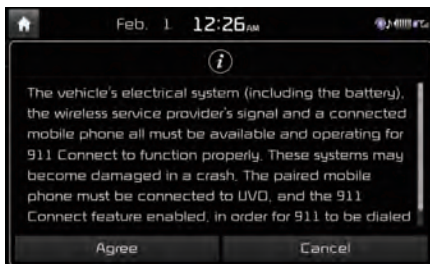 Feb. 1 12:26AM
The vehicle's electrical system (including the battery),
the wireless service provider's signal and a connected
mobile phone all must be available and operating for
911 Connect to function properly. These systems may
become damaged in a crash. The paired mobile
phone must be connected to UVO, and the 911
Connect feature enabled, in order for 911 to be dialed
Agree Cancel